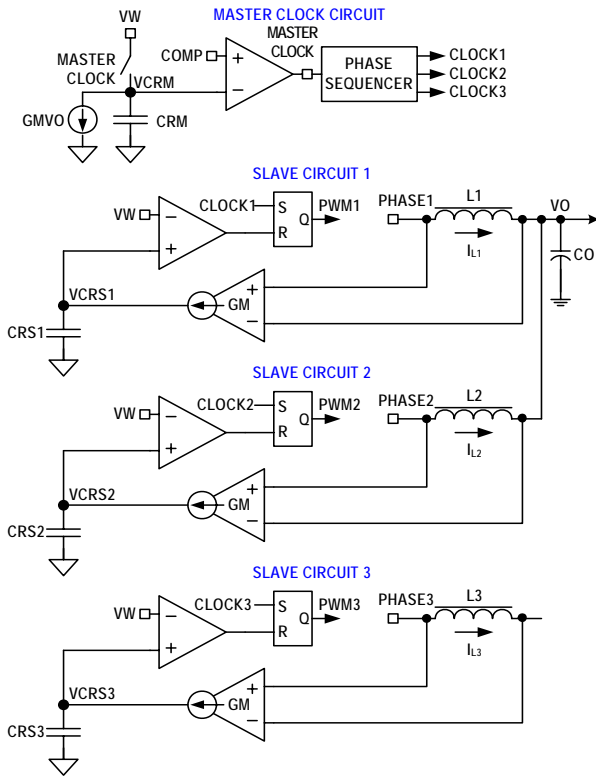 MASTER CLOCK CIRCUIT
VW
MASTER
CLOCK
COMP
+
−
MASTER
CLOCK
PHASE
SEQUENCER
CLOCK1
CLOCK2
CLOCK3
VCRM
GMVO
CRM
SLAVE CIRCUIT 1
VW
−
+
CLOCK1
S
R
Q
PWM1
PHASE1
L1
IL1
VO
CO
VCRS1
GM
+
−
CRS1
SLAVE CIRCUIT 2
VW
−
+
CLOCK2
S
R
Q
PWM2
PHASE2
L2
IL2
VCRS2
GM
+
−
CRS2
SLAVE CIRCUIT 3
VW
−
+
CLOCK3
S
R
Q
PWM3
PHASE3
L3
IL3
VCRS3
GM
+
−
CRS3